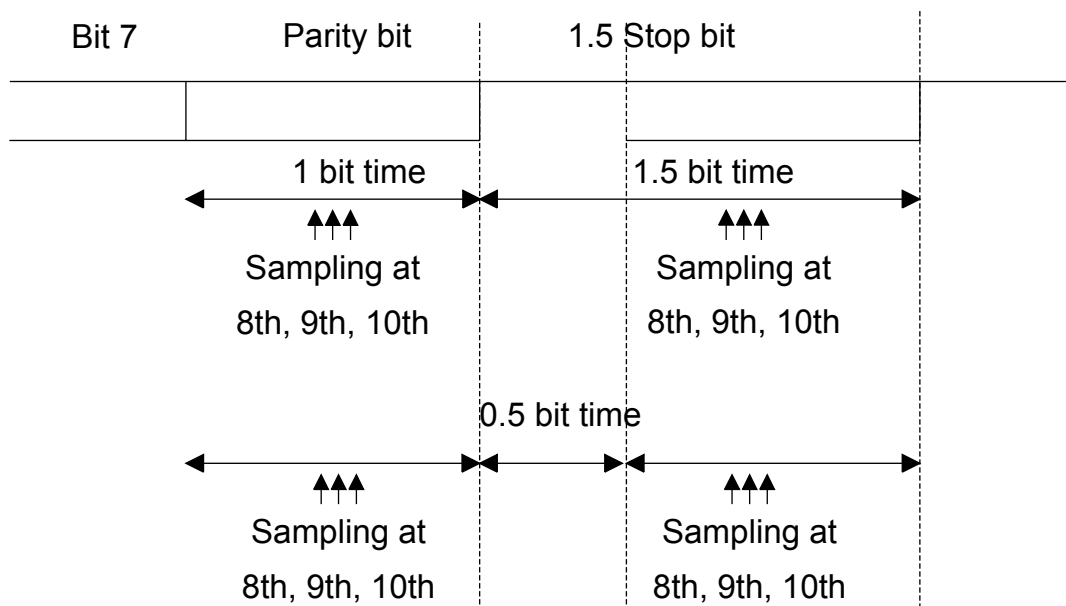 Bit 7 Parity bit 1.5 Stop bit
1 bit time 1.5 bit time
Sampling at Sampling at
8th, 9th, 10th 8th, 9th, 10th
0.5 bit time
Sampling at Sampling at
8th, 9th, 10th 8th, 9th, 10th